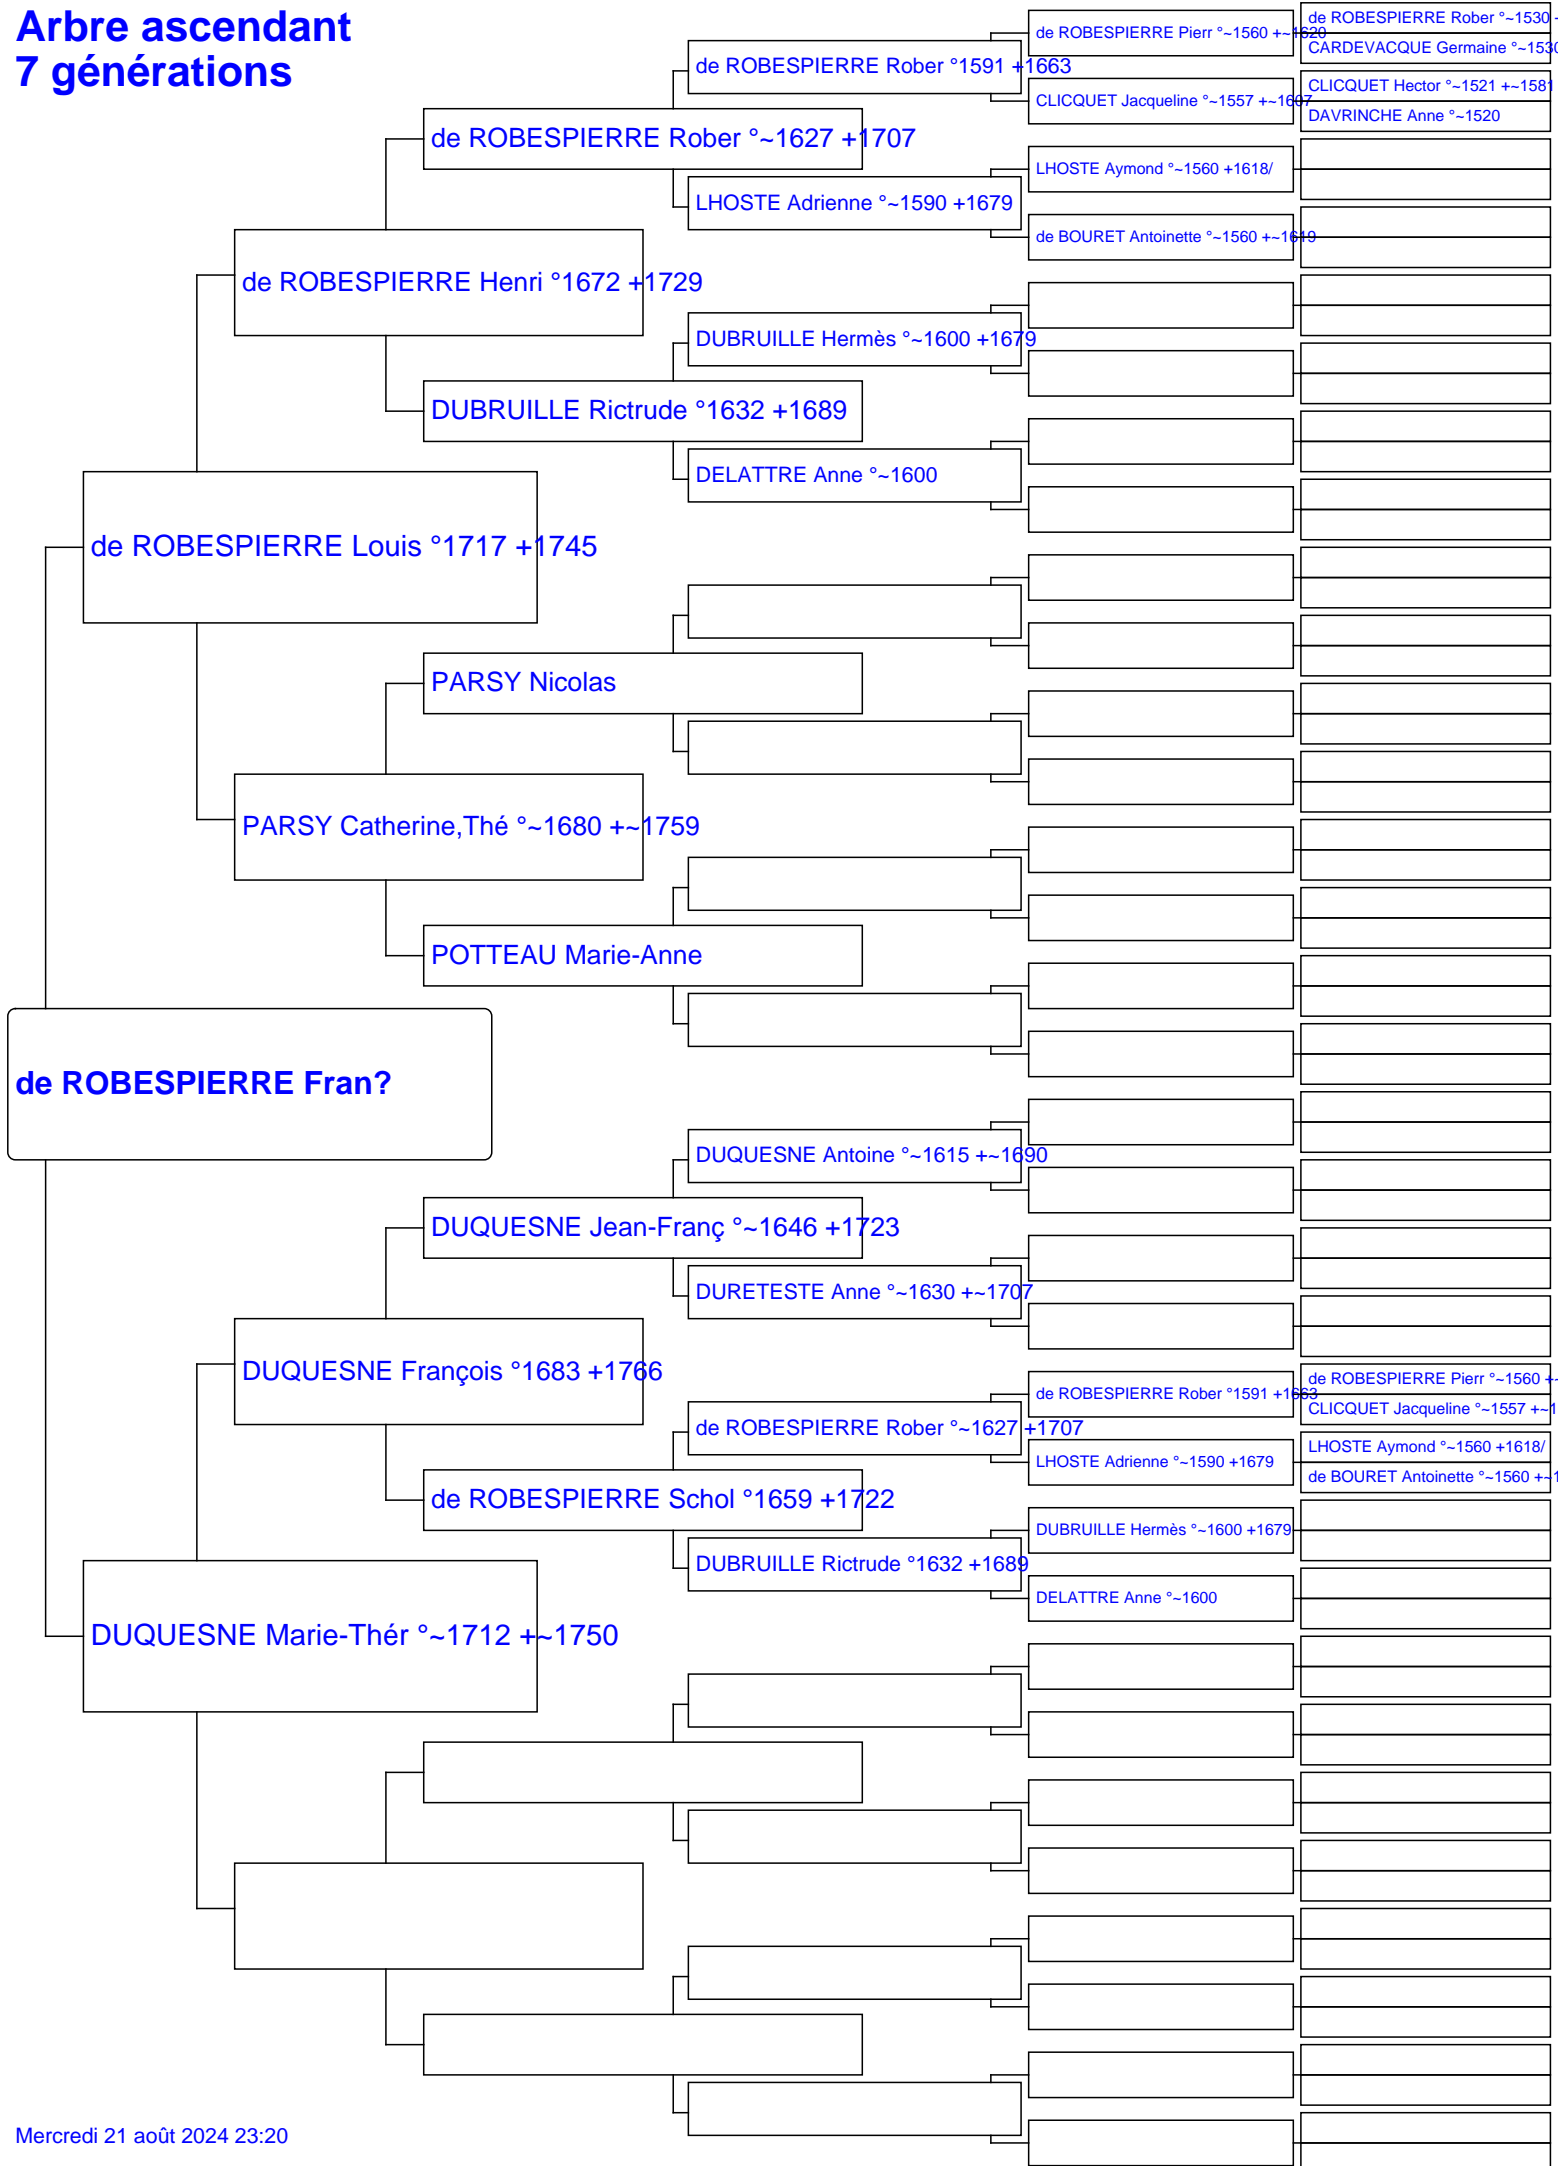 Arbre ascendant
7 générations
de ROBESPIERRE Rober °~1530 +
CARDEVACQUE Germaine °~1530
de ROBESPIERRE Pierr °~1560 +~1620
de ROBESPIERRE Rober °1591 +1663
CLICQUET Hector °~1521 +~1581
CLICQUET Jacqueline °~1557 +~1607
DAVRINCHE Anne °~1520
de ROBESPIERRE Rober °~1627 +1707
LHOSTE Aymond °~1560 +1618/
LHOSTE Adrienne °~1590 +1679
de BOURET Antoinette °~1560 +~1619
de ROBESPIERRE Henri °1672 +1729
DUBRUILLE Hermès °~1600 +1679
DUBRUILLE Rictrude °1632 +1689
DELATTRE Anne °~1600
de ROBESPIERRE Louis °1717 +1745
PARSY Nicolas
PARSY Catherine,Thé °~1680 +~1759
POTTEAU Marie-Anne
de ROBESPIERRE Fran?
DUQUESNE Antoine °~1615 +~1690
DUQUESNE Jean-Franç °~1646 +1723
DURETESTE Anne °~1630 +~1707
DUQUESNE François °1683 +1766
de ROBESPIERRE Pierr °~1560 +~
de ROBESPIERRE Rober °1591 +1663
CLICQUET Jacqueline °~1557 +~1
de ROBESPIERRE Rober °~1627 +1707
LHOSTE Aymond °~1560 +1618/
LHOSTE Adrienne °~1590 +1679
de BOURET Antoinette °~1560 +~1
de ROBESPIERRE Schol °1659 +1722
DUBRUILLE Hermès °~1600 +1679
DUBRUILLE Rictrude °1632 +1689
DELATTRE Anne °~1600
DUQUESNE Marie-Thér °~1712 +~1750
Mercredi 21 août 2024 23:20